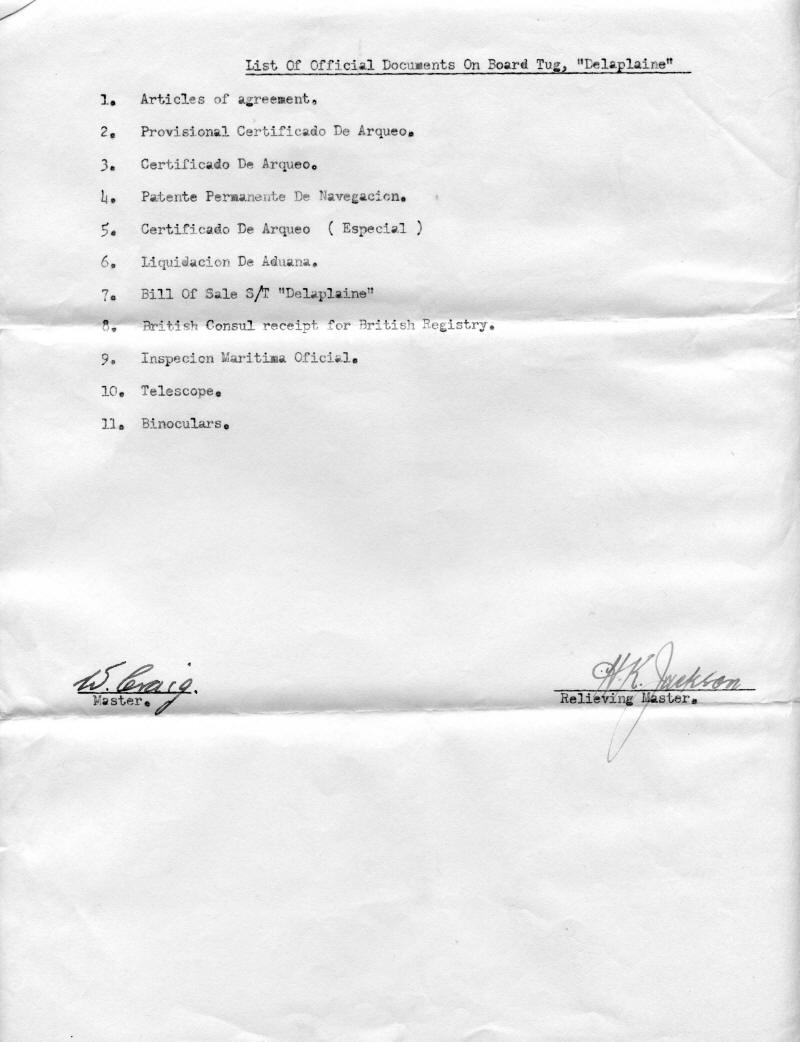 List Of Official Documents On Board Tug, "Delaplaine"
1. Articles of agreement.
2. Provisional Certificado De Arqueo.
3. Certificado De Arqueo.
4. Patente Permanente De Navegacion.
5. Certificado De Arqueo ( Especial )
6. Liquidacion De Aduana.
7. Bill Of Sale S/T "Delaplaine"
8. British Consul receipt for British Registry.
9. Inspecion Maritima Oficial.
10. Telescope.
11. Binoculars.
W. Craig. H.K. Jackson
Master. Relieving Master.